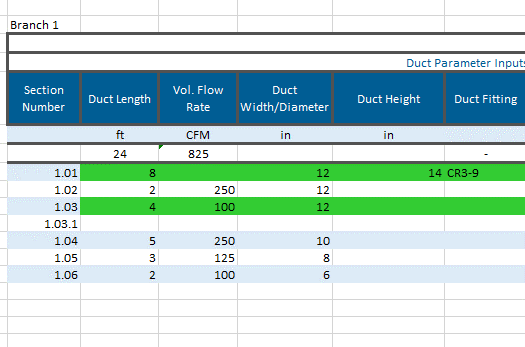 Branch 1
Duct Parameter Inputs
Section Number Duct Length Vol. Flow Rate Duct Width/Diameter Duct Height Duct Fitting
ft CFM in in
24 825 -
1.01 8 12 14 CR3-9
1.02 2 250 12
1.03 4 100 12
1.03.1
1.04 5 250 10
1.05 3 125 8
1.06 2 100 6